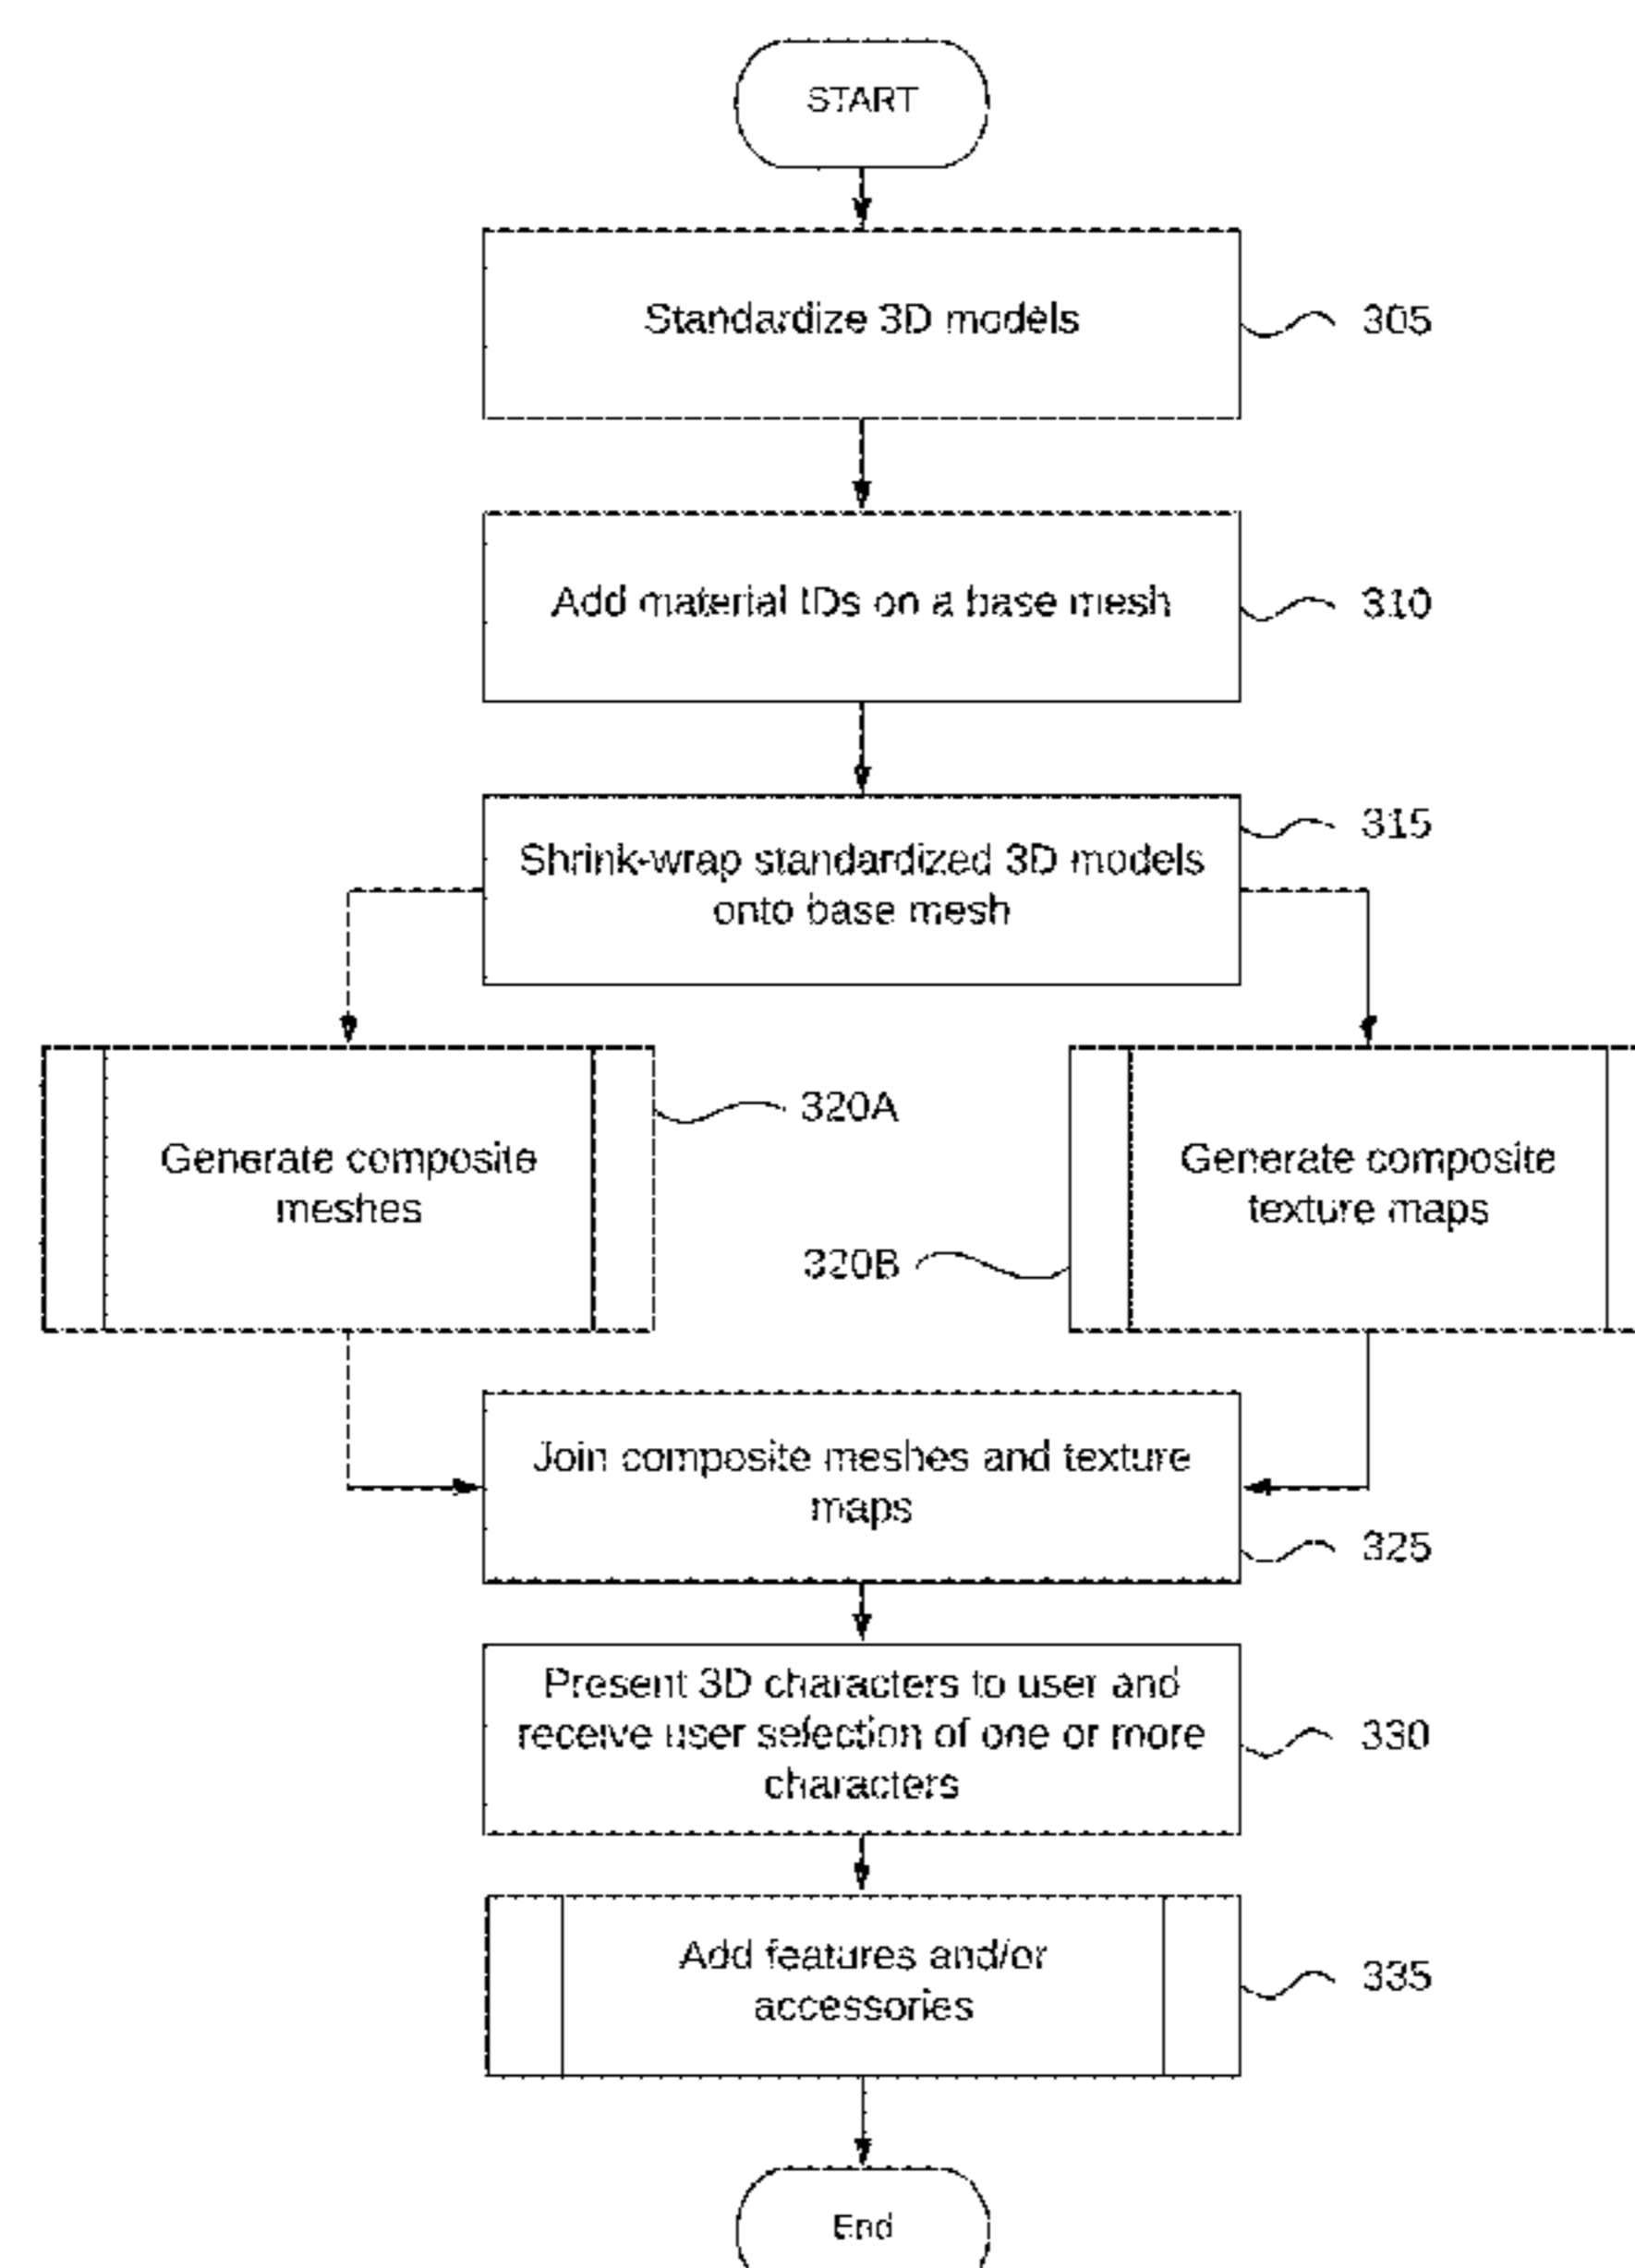 START
Standardize 3D models
305
Add material IDs on a base mesh
310
315
Shrink-wrap standardized 3D models
onto base mesh
320A
Generate composite
meshes
Generate composite
texture maps
320B
Join composite meshes and texture
maps
325
Present 3D characters to user and
receive user selection of one or more
characters
330
Add features and/or
accessories
335
End